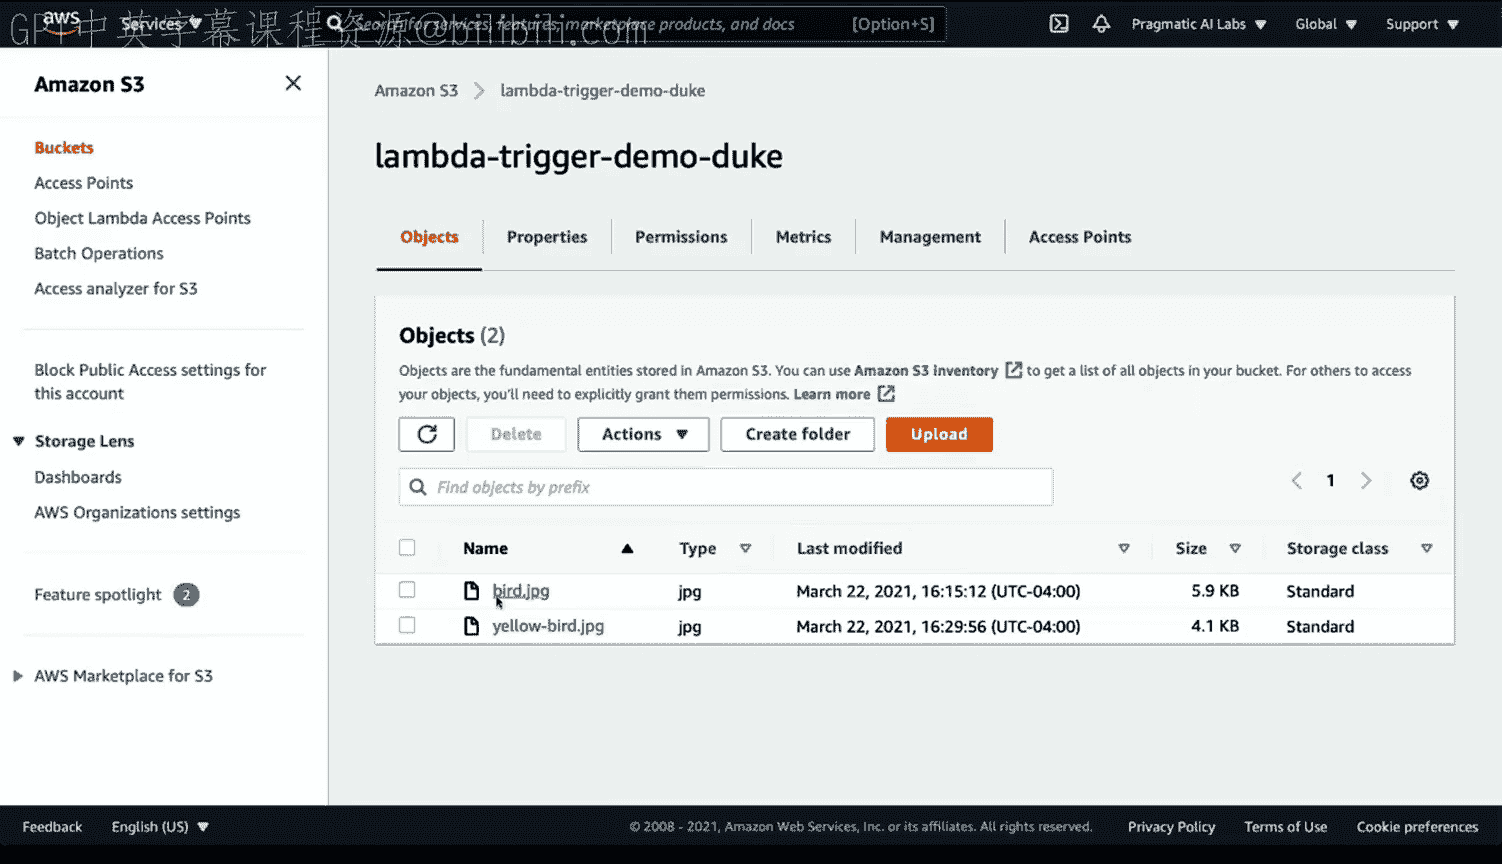 GPT中英字幕课程资源@bilibili.com
aws
Services
Search for services, features, marketplace products, and docs
[Option+S]
Pragmatic AI Labs
Global
Support
Amazon S3
Buckets
Access Points
Object Lambda Access Points
Batch Operations
Access analyzer for S3
Block Public Access settings for
this account
Storage Lens
Dashboards
AWS Organizations settings
Feature spotlight 2
AWS Marketplace for S3
Amazon S3 lambda-trigger-demo-duke
lambda-trigger-demo-duke
Objects Properties Permissions Metrics Management Access Points
Objects (2)
Objects are the fundamental entities stored in Amazon S3. You can use Amazon S3 inventory to get a list of all objects in your bucket. For others to access
your objects, you'll need to explicitly grant them permissions. Learn more
Delete Actions Create folder Upload
Find objects by prefix
1
Name Type Last modified Size Storage class
bird.jpg jpg March 22, 2021, 16:15:12 (UTC-04:00) 5.9 KB Standard
yellow-bird.jpg jpg March 22, 2021, 16:29:56 (UTC-04:00) 4.1 KB Standard
Feedback English (US) © 2008 - 2021, Amazon Web Services, Inc. or its affiliates. All rights reserved. Privacy Policy Terms of Use Cookie preferences